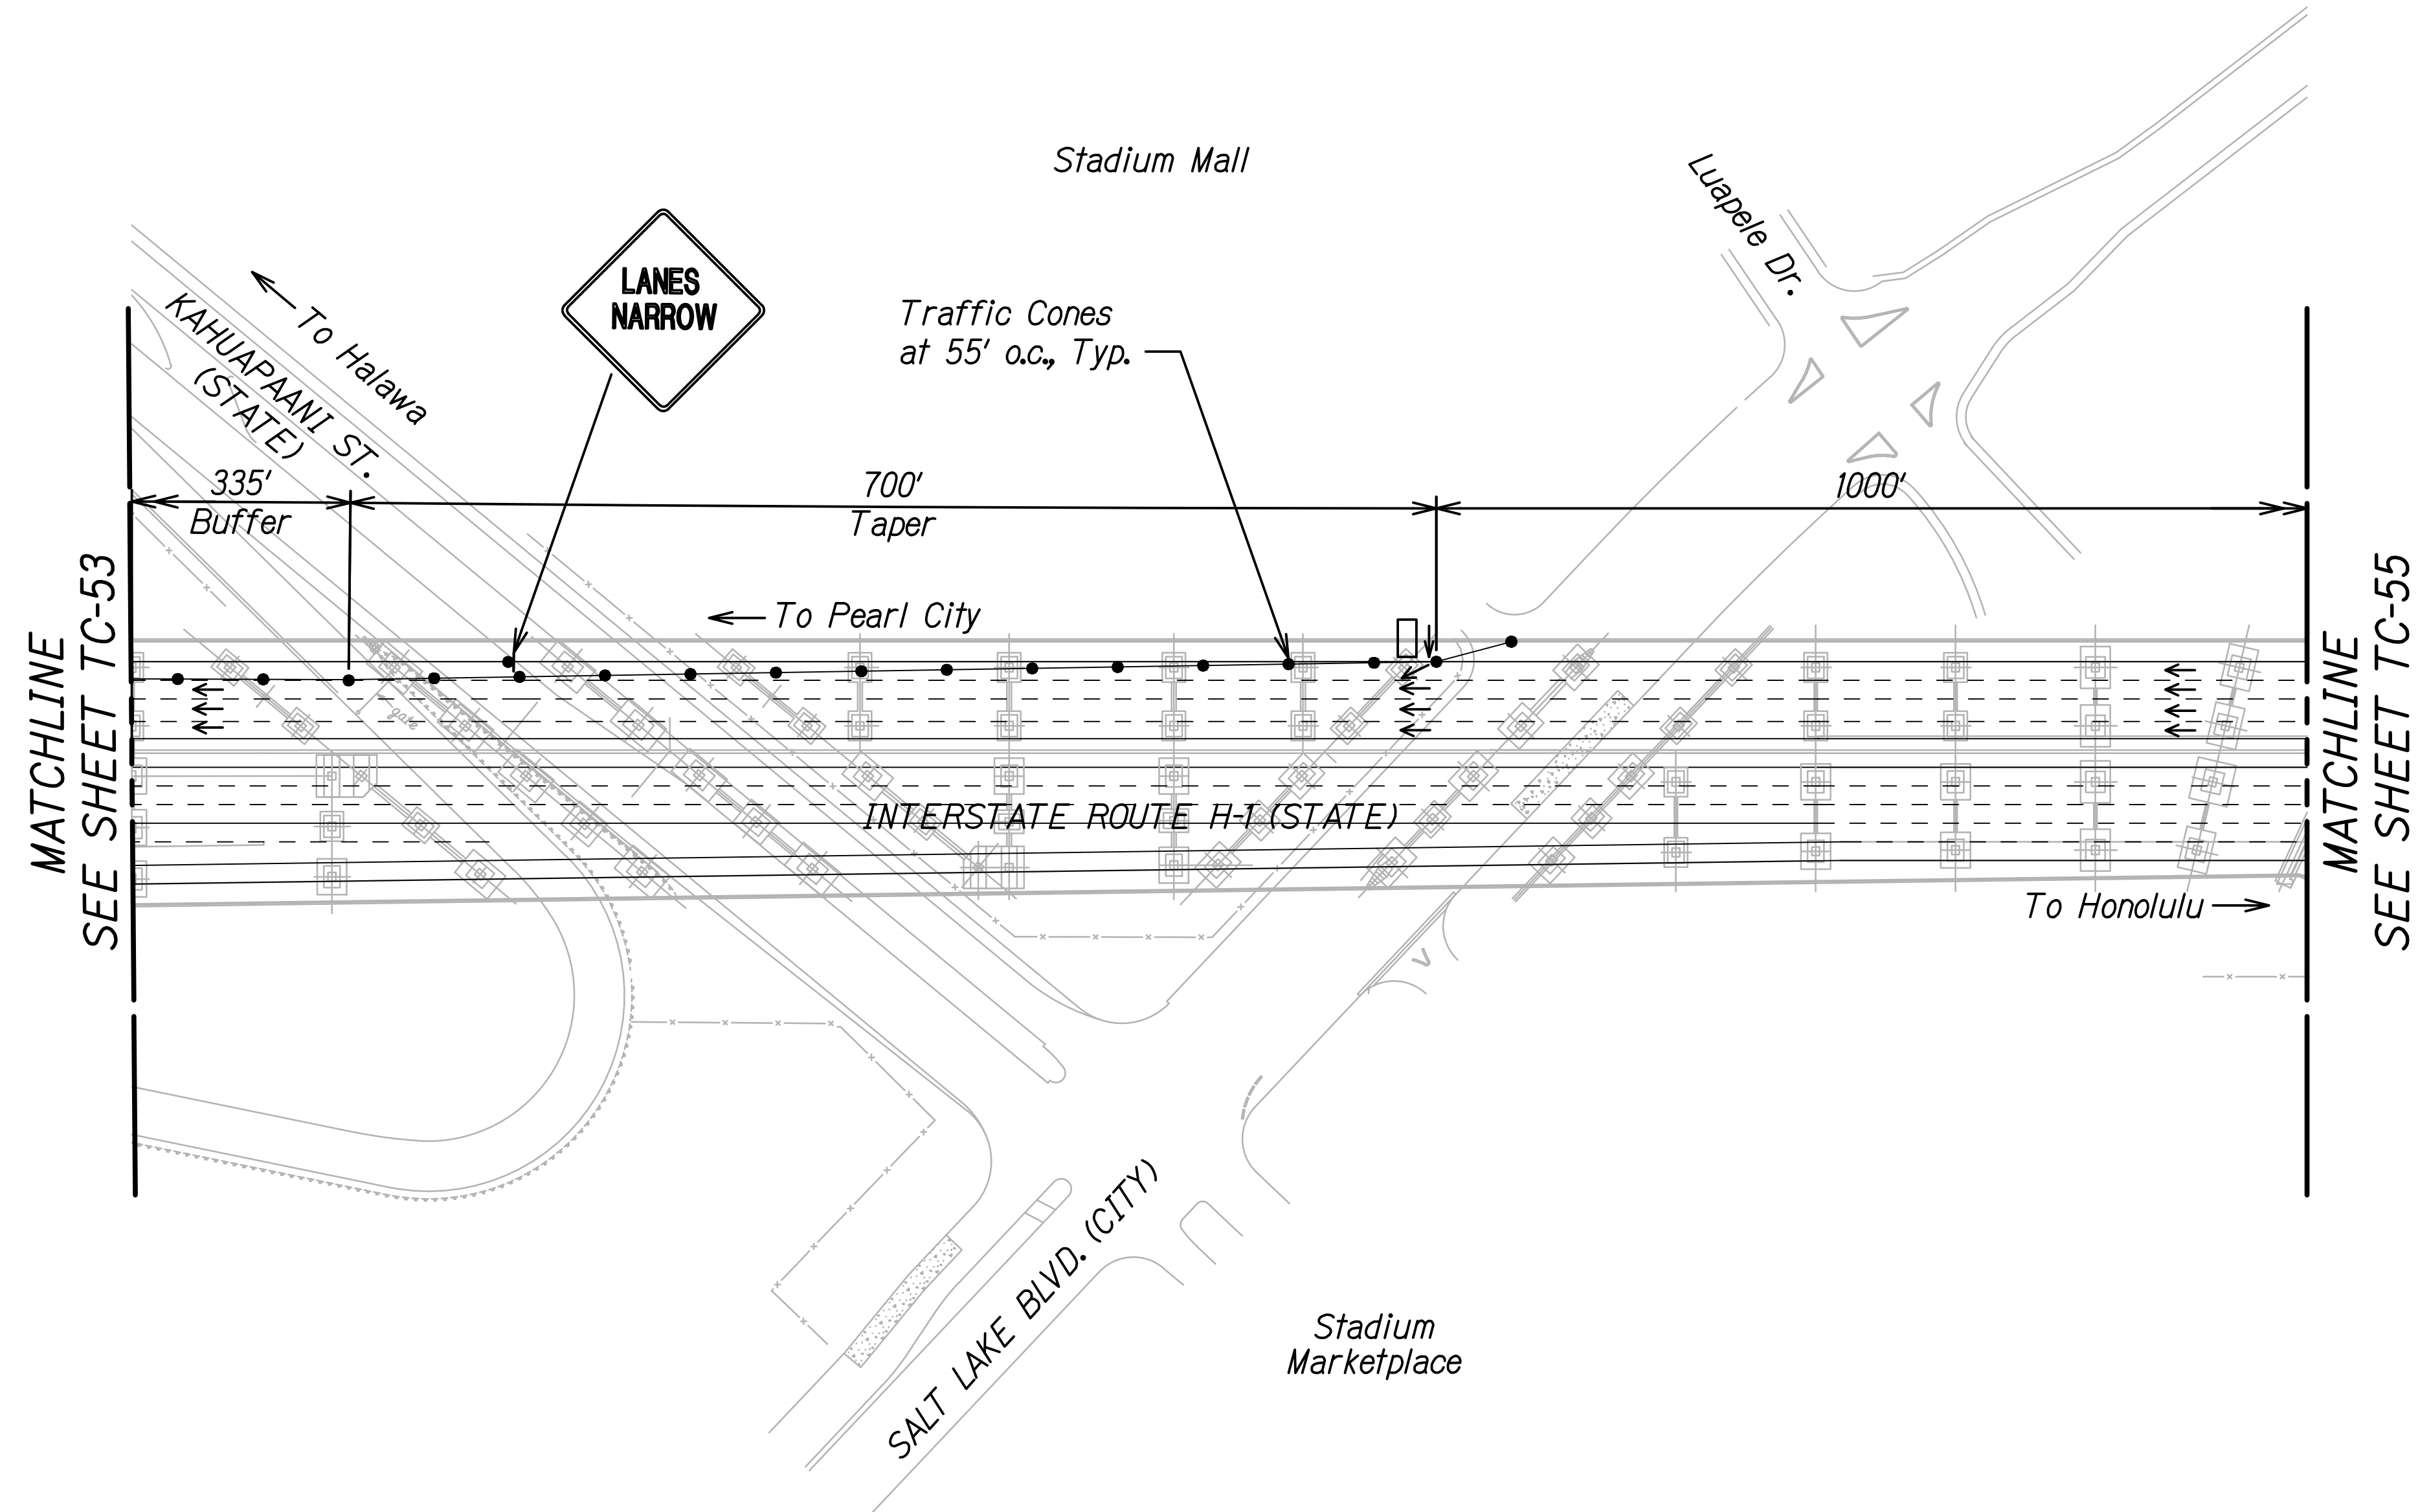 Stadium Mall
Luapele Dr.
To Halawa
KAHUAPAANI ST.
(STATE)
LANES
NARROW
Traffic Cones
at 55' o.c., Typ.
335'
Buffer
700'
Taper
1000'
To Pearl City
gate
INTERSTATE ROUTE H-1 (STATE)
To Honolulu
MATCHLINE
SEE SHEET TC-53
MATCHLINE
SEE SHEET TC-55
SALT LAKE BLVD. (CITY)
Stadium
Marketplace